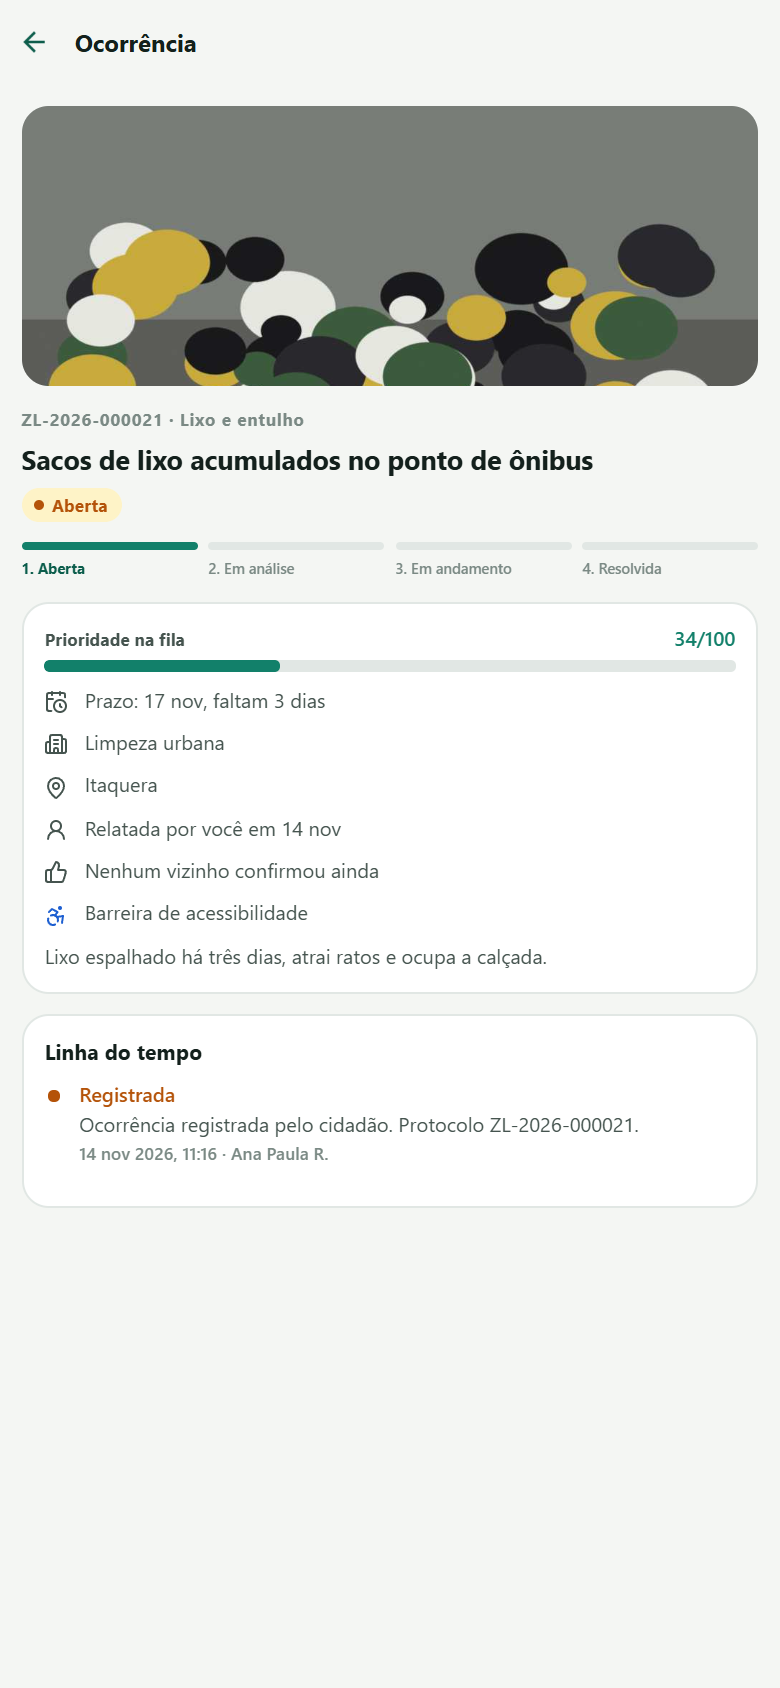 Ocorrência
ZL-2026-000021 · Lixo e entulho
Sacos de lixo acumulados no ponto de ônibus
Aberta
1. Aberta
2. Em análise
3. Em andamento
4. Resolvida
Prioridade na fila
34/100
Prazo: 17 nov, faltam 3 dias
Limpeza urbana
Itaquera
Relatada por você em 14 nov
Nenhum vizinho confirmou ainda
Barreira de acessibilidade
Lixo espalhado há três dias, atrai ratos e ocupa a calçada.
Linha do tempo
Registrada
Ocorrência registrada pelo cidadão. Protocolo ZL-2026-000021.
14 nov 2026, 11:16 · Ana Paula R.